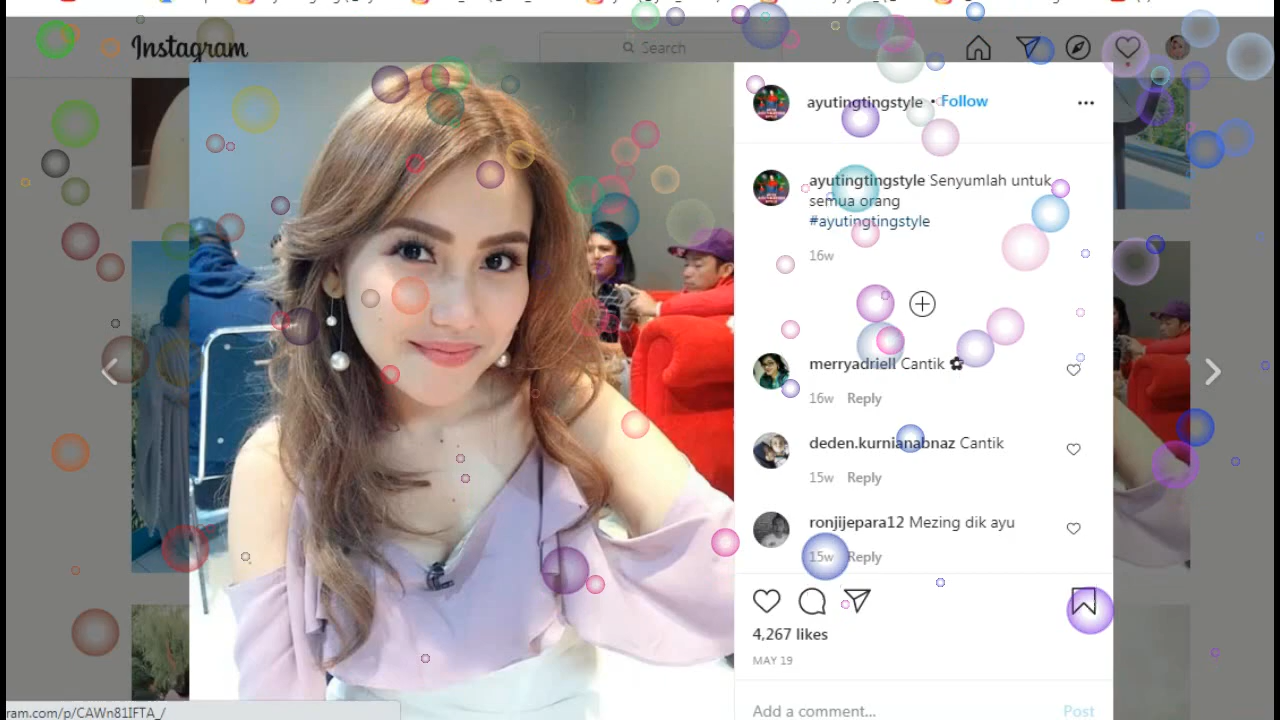 Instagram
Search
ayutingtingstyle • Follow
ayutingtingstyle Senyumlah untuk
semua orang
#ayutingtingstyle
16w
merryadriell Cantik ✿
16w Reply
deden.kurnianabnaz Cantik
15w Reply
ronjijepara12 Mezing dik ayu
15w Reply
4,267 likes
MAY 19
Add a comment... Post
ram.com/p/CAWn81IFTA_/